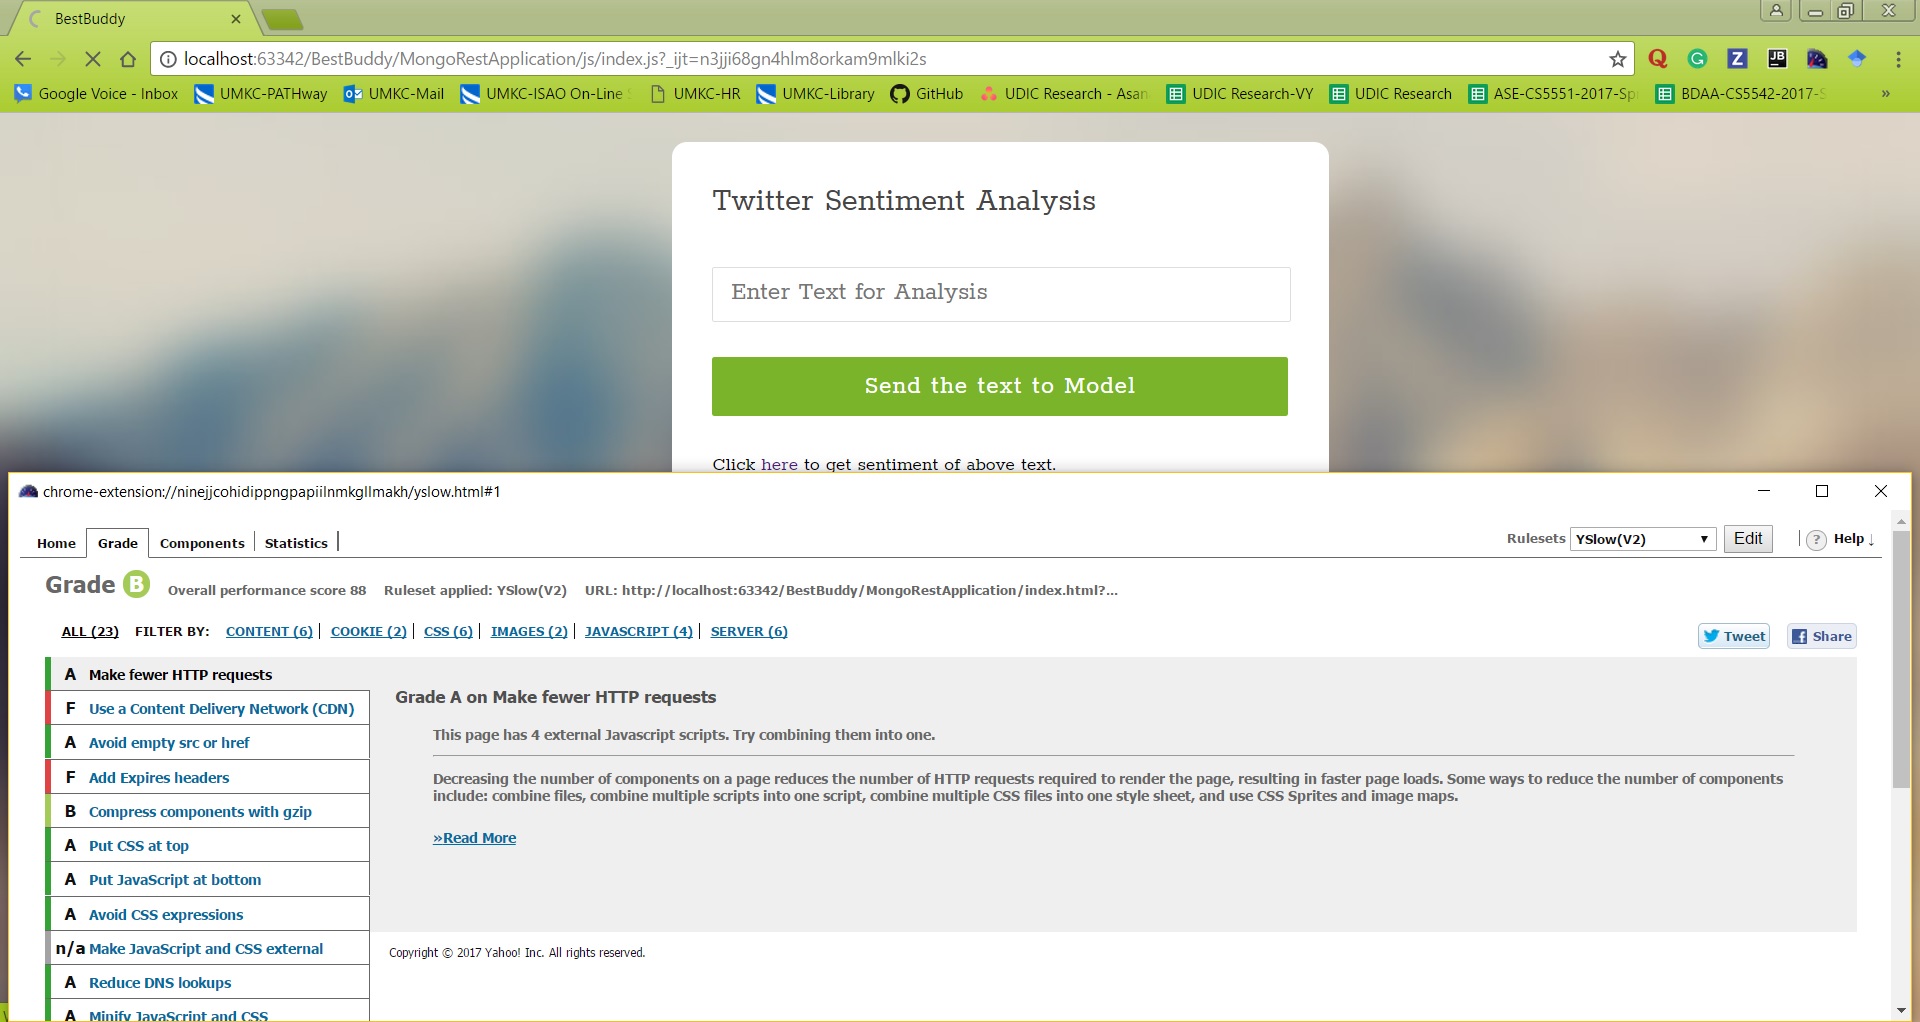 BestBuddy
localhost:63342/BestBuddy/MongoRestApplication/js/index.js?_ijt=n3jji68gn4hlm8orkam9mlki2s
Google Voice - Inbox UMKC-PATHway UMKC-Mail UMKC-ISAO On-Line UMKC-HR UMKC-Library GitHub UDIC Research - Asan UDIC Research-VY UDIC Research ASE-CS5551-2017-Sp BDAA-CS5542-2017-S »
Twitter Sentiment Analysis
Enter Text for Analysis
Send the text to Model
Click here to get sentiment of above text.
chrome-extension://ninejjcohidippngpapiilnmkgllmakh/yslow.html#1
Home Grade Components Statistics Rulesets YSlow(V2) Edit ? Help ↓
Grade B Overall performance score 88 Ruleset applied: YSlow(V2) URL: http://localhost:63342/BestBuddy/MongoRestApplication/index.html?...
ALL (23) FILTER BY: CONTENT (6) COOKIE (2) CSS (6) IMAGES (2) JAVASCRIPT (4) SERVER (6)
Tweet Share
A Make fewer HTTP requests
F Use a Content Delivery Network (CDN)
A Avoid empty src or href
F Add Expires headers
B Compress components with gzip
A Put CSS at top
A Put JavaScript at bottom
A Avoid CSS expressions
n/a Make JavaScript and CSS external
A Reduce DNS lookups
A Minify JavaScript and CSS
Grade A on Make fewer HTTP requests
This page has 4 external Javascript scripts. Try combining them into one.
Decreasing the number of components on a page reduces the number of HTTP requests required to render the page, resulting in faster page loads. Some ways to reduce the number of components
include: combine files, combine multiple scripts into one script, combine multiple CSS files into one style sheet, and use CSS Sprites and image maps.
»Read More
Copyright © 2017 Yahoo! Inc. All rights reserved.